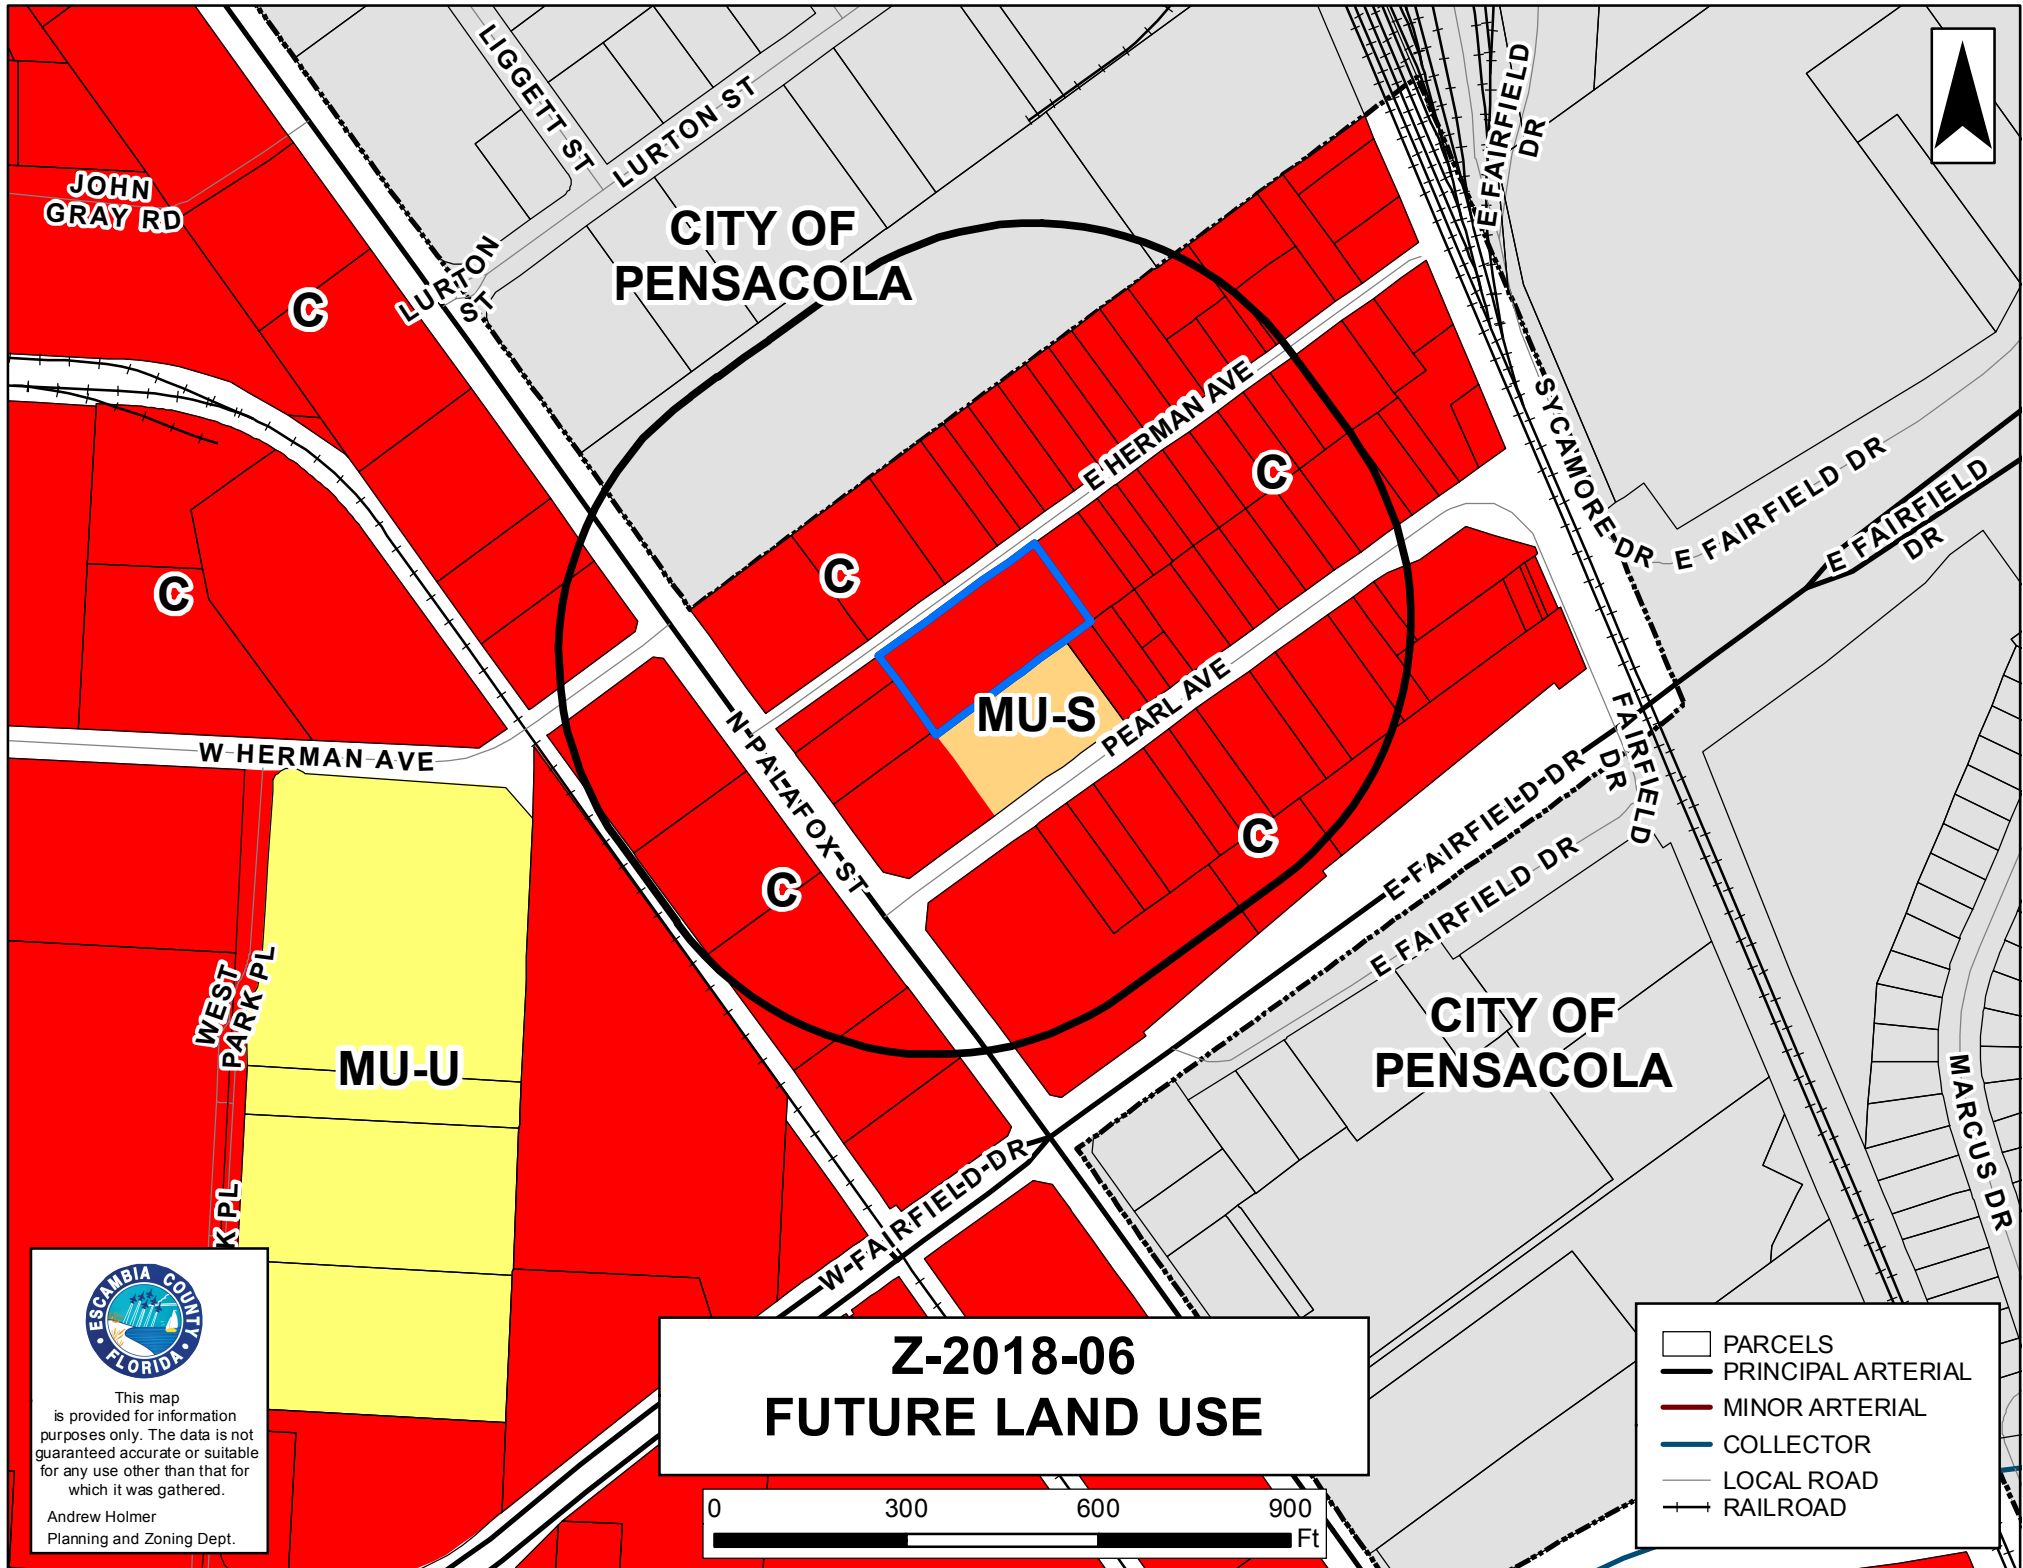 LIGGETT ST
LURTON ST
E FAIRFIELD
DR
JOHN
GRAY RD
CITY OF
PENSACOLA
LURTON
ST
C
E HERMAN AVE
C
SYCAMORE DR
E FAIRFIELD DR
E FAIRFIELD
DR
C
C
MU-S
PEARL AVE
N PALAFOX ST
W HERMAN AVE
FAIRFIELD
DR
E FAIRFIELD DR
E FAIRFIELD DR
C
C
WEST
PARK PL
MU-U
CITY OF
PENSACOLA
MARCUS DR
K PL
W FAIRFIELD DR
ESCAMBIA COUNTY
FLORIDA
This map
is provided for information
purposes only. The data is not
guaranteed accurate or suitable
for any use other than that for
which it was gathered.
Andrew Holmer
Planning and Zoning Dept.
Z-2018-06
FUTURE LAND USE
0 300 600 900
Ft
PARCELS
PRINCIPAL ARTERIAL
MINOR ARTERIAL
COLLECTOR
LOCAL ROAD
RAILROAD